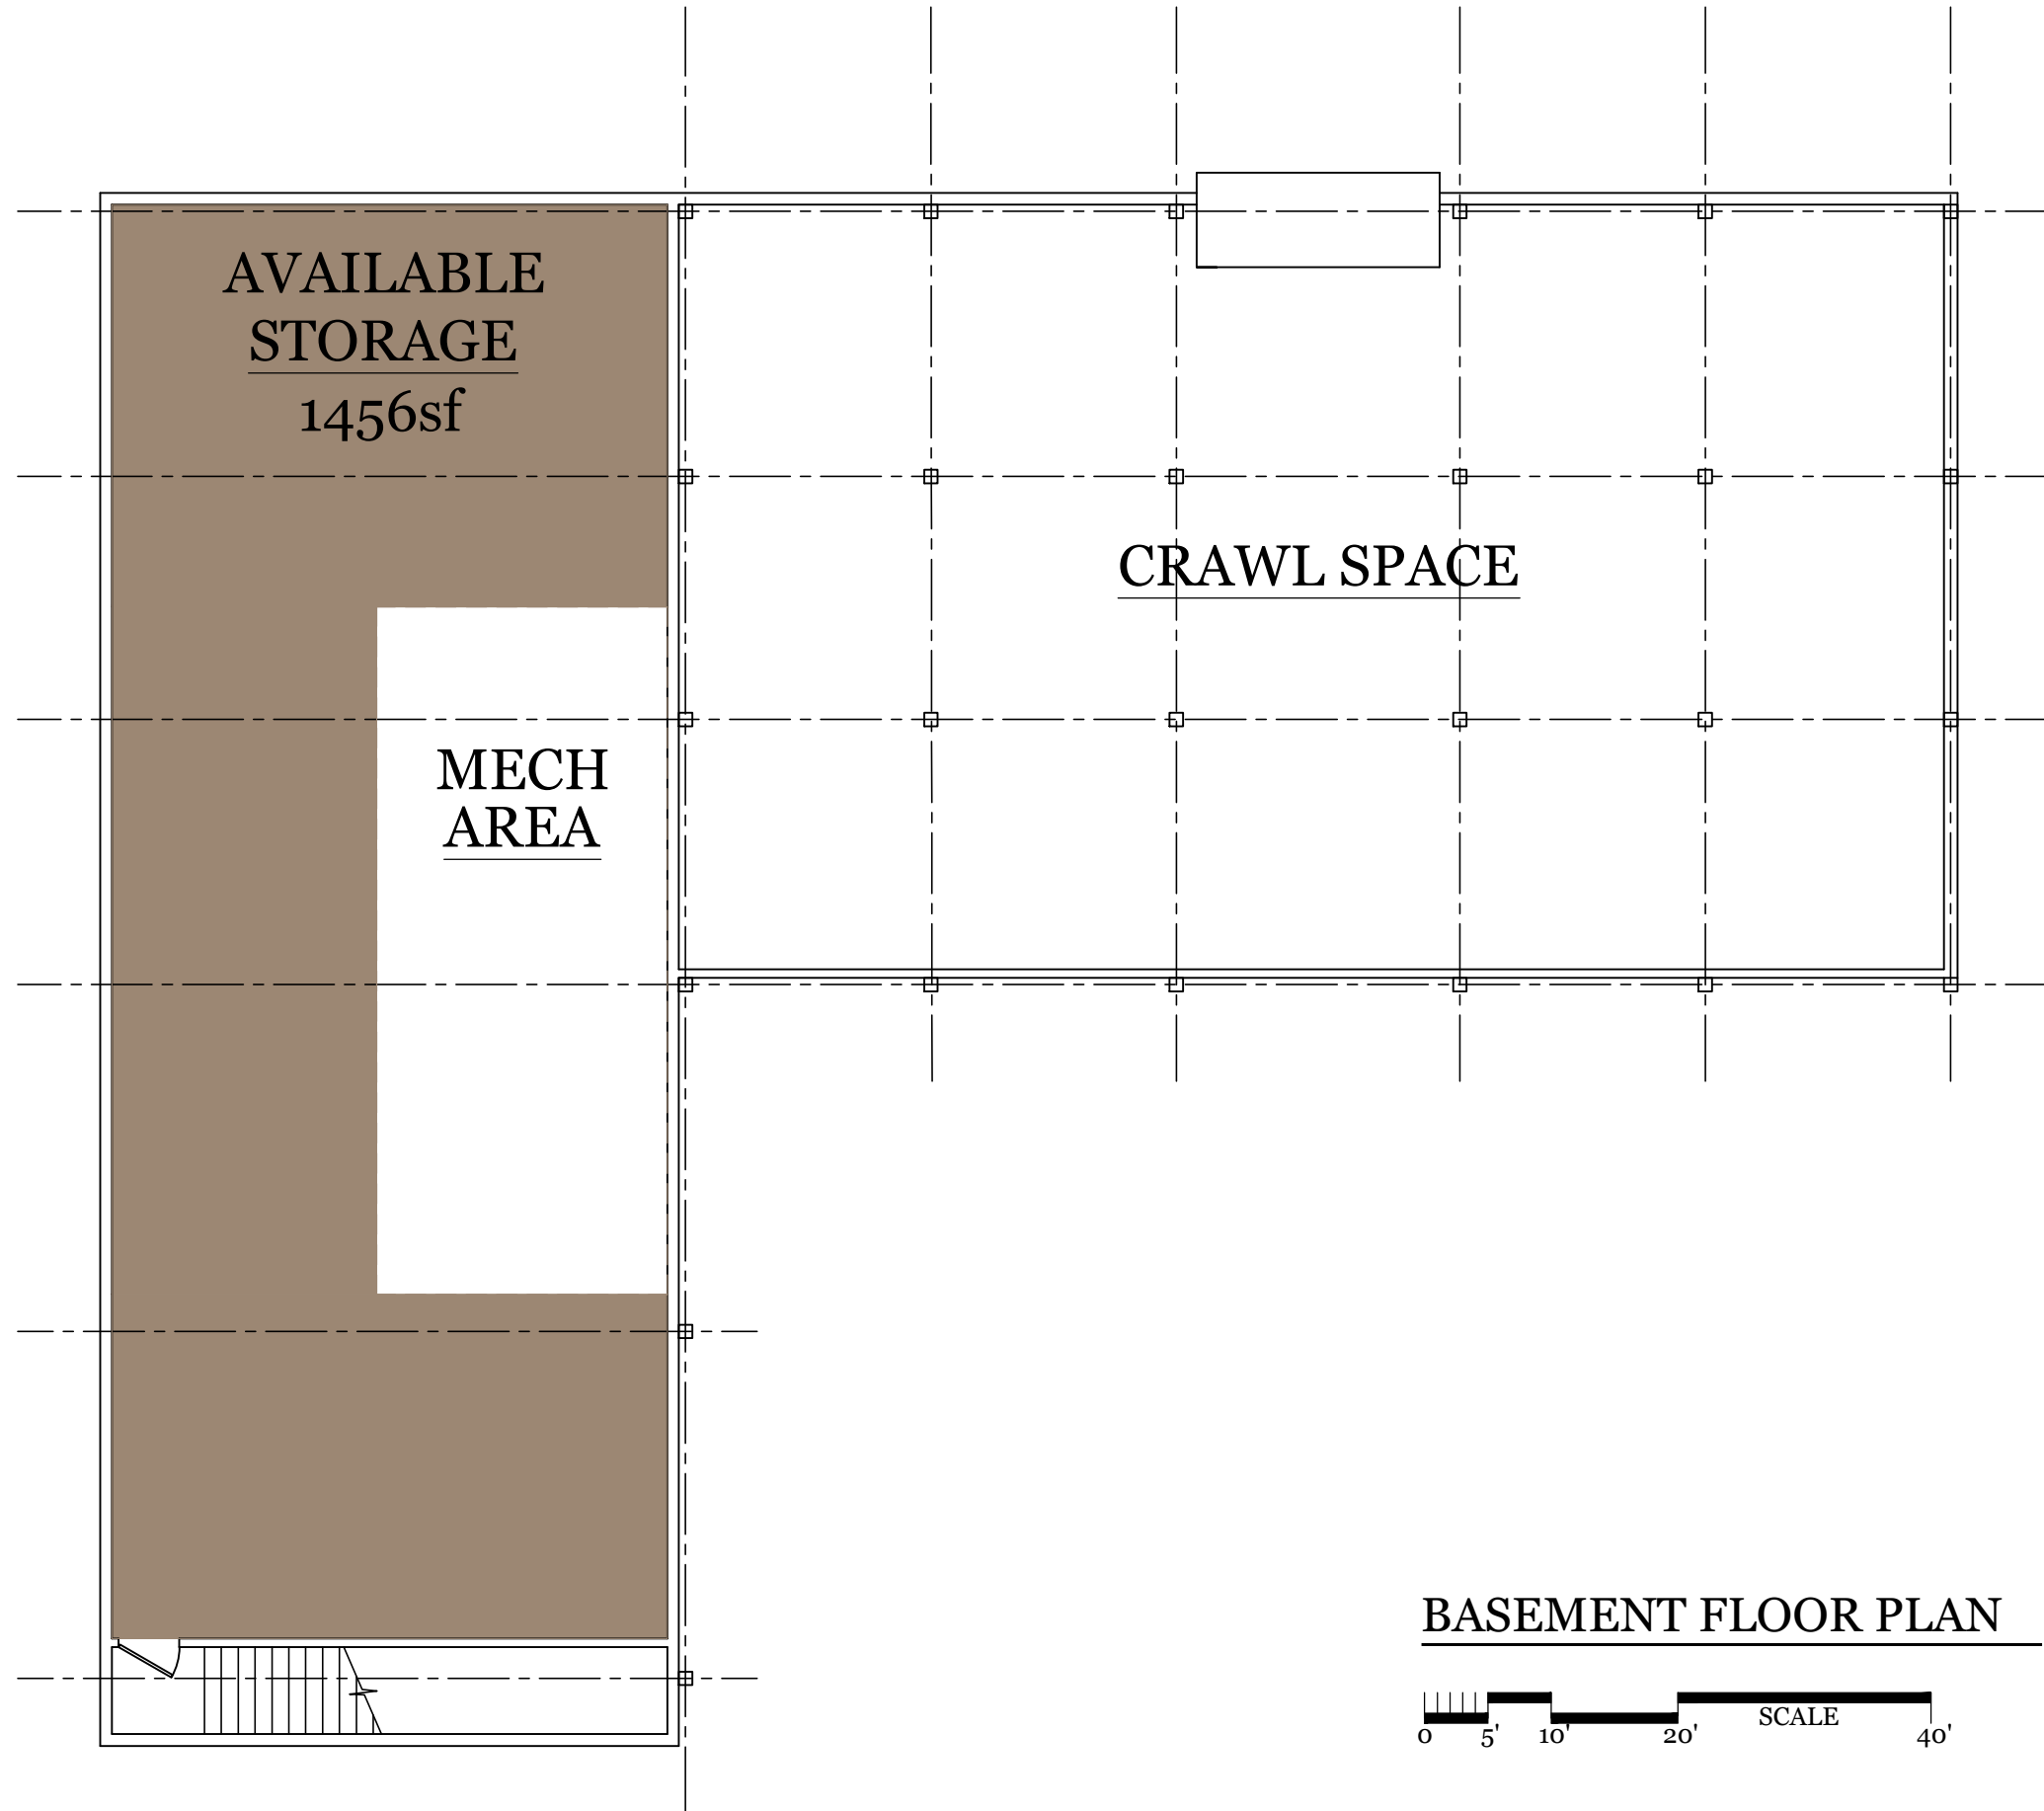 AVAILABLE
STORAGE
1456sf
CRAWL SPACE
MECH
AREA
BASEMENT FLOOR PLAN
SCALE
0 5' 10' 20' 40'